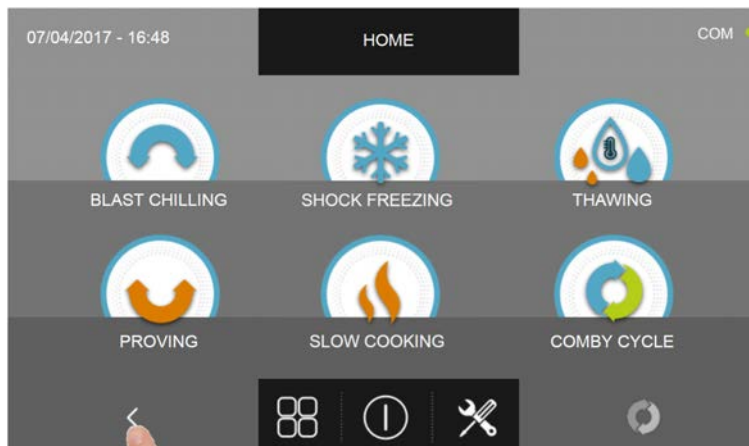 07/04/2017 - 16:48
HOME
COM
BLAST CHILLING
SHOCK FREEZING
THAWING
PROVING
SLOW COOKING
COMBY CYCLE